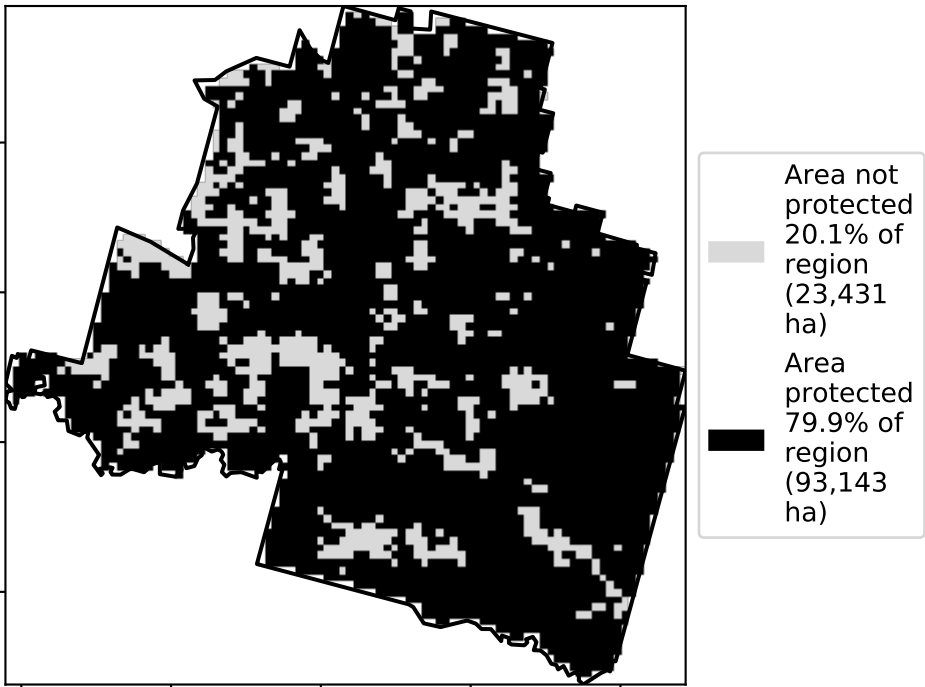 Area not
protected
20.1% of
region
(23,431
ha)
Area
protected
79.9% of
region
(93,143
ha)